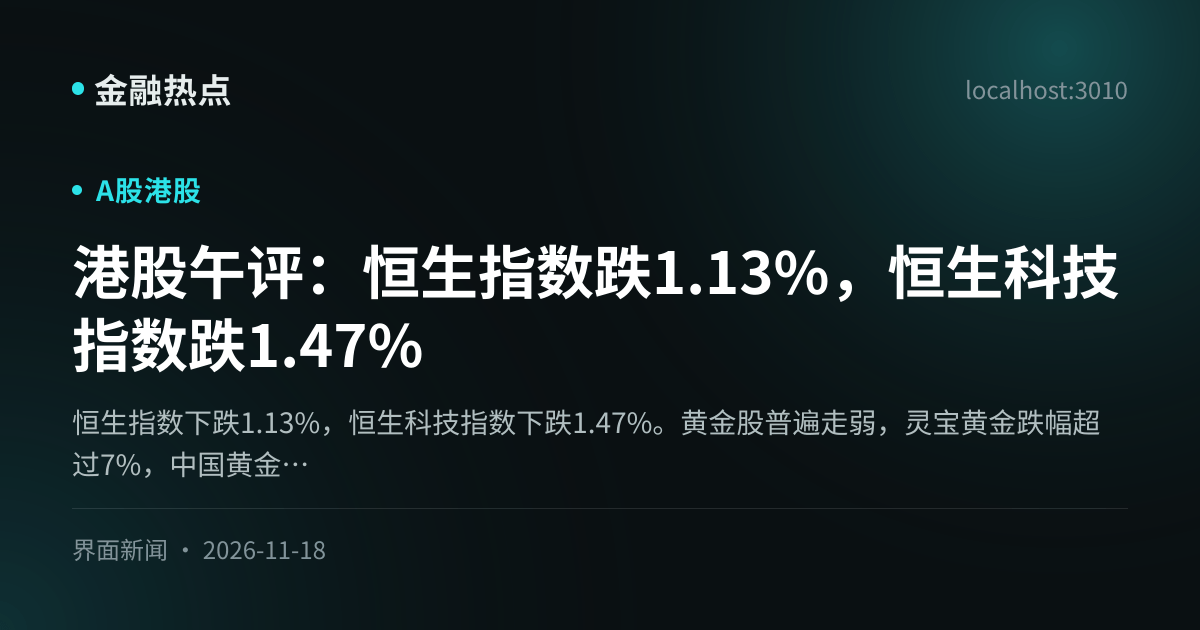 金融热点
localhost:3010
A股港股
港股午评：恒生指数跌1.13%，恒生科技
指数跌1.47%
恒生指数下跌1.13%，恒生科技指数下跌1.47%。黄金股普遍走弱，灵宝黄金跌幅超
过7%，中国黄金…
界面新闻 · 2026-11-18